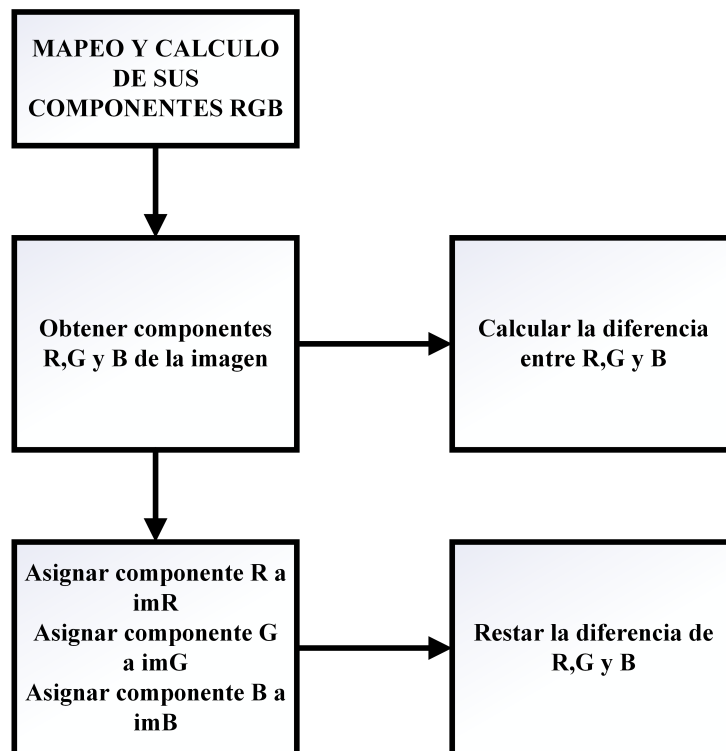 MAPEO Y CALCULO
DE SUS
COMPONENTES RGB
Obtener componentes
R,G y B de la imagen
Calcular la diferencia
entre R,G y B
Asignar componente R a
imR
Asignar componente G
a imG
Asignar componente B a
imB
Restar la diferencia de
R,G y B